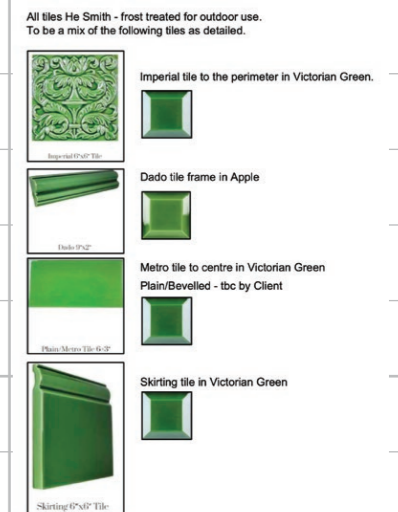 All tiles He Smith - frost treated for outdoor use.
To be a mix of the following tiles as detailed.
Imperial tile to the perimeter in Victorian Green.
Imperial 6"x6" Tile
Dado tile frame in Apple
Dado 9"x2"
Metro tile to centre in Victorian Green
Plain/Bevelled - tbc by Client
Plain/Metro Tile 6x3"
Skirting tile in Victorian Green
Skirting 6"x6" Tile